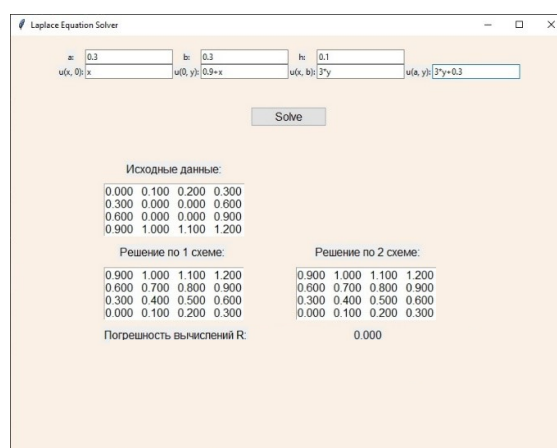 Laplace Equation Solver
a: 0.3 b: 0.3 h: 0.1
u(x, 0): x u(0, y): 0.9+x u(x, b): 3*y u(a, y): 3*y+0.3
Solve
Исходные данные:
0.000 0.100 0.200 0.300
0.300 0.000 0.000 0.600
0.600 0.000 0.000 0.900
0.900 1.000 1.100 1.200
Решение по 1 схеме: Решение по 2 схеме:
0.900 1.000 1.100 1.200 0.900 1.000 1.100 1.200
0.600 0.700 0.800 0.900 0.600 0.700 0.800 0.900
0.300 0.400 0.500 0.600 0.300 0.400 0.500 0.600
0.000 0.100 0.200 0.300 0.000 0.100 0.200 0.300
Погрешность вычислений R: 0.000